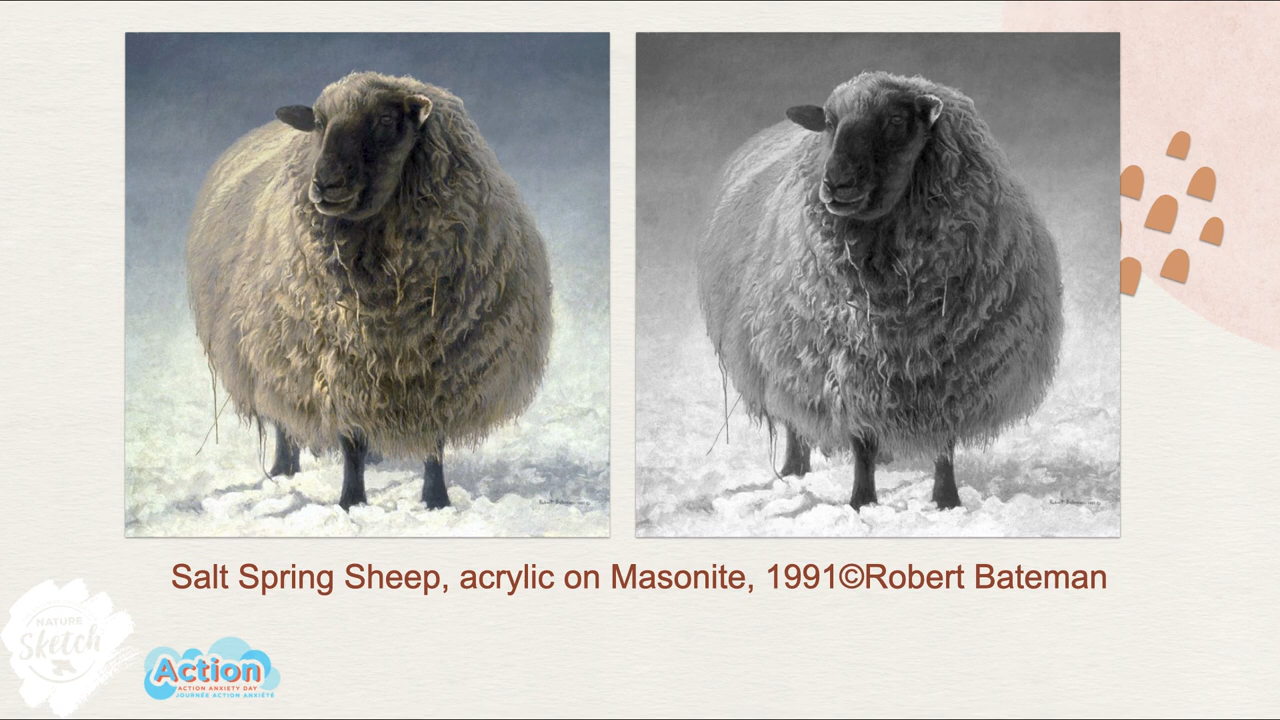 Salt Spring Sheep, acrylic on Masonite, 1991©Robert Bateman
NATURE
Sketch
Action
ACTION ANXIETY DAY
JOURNÉE ACTION ANXIÉTÉ